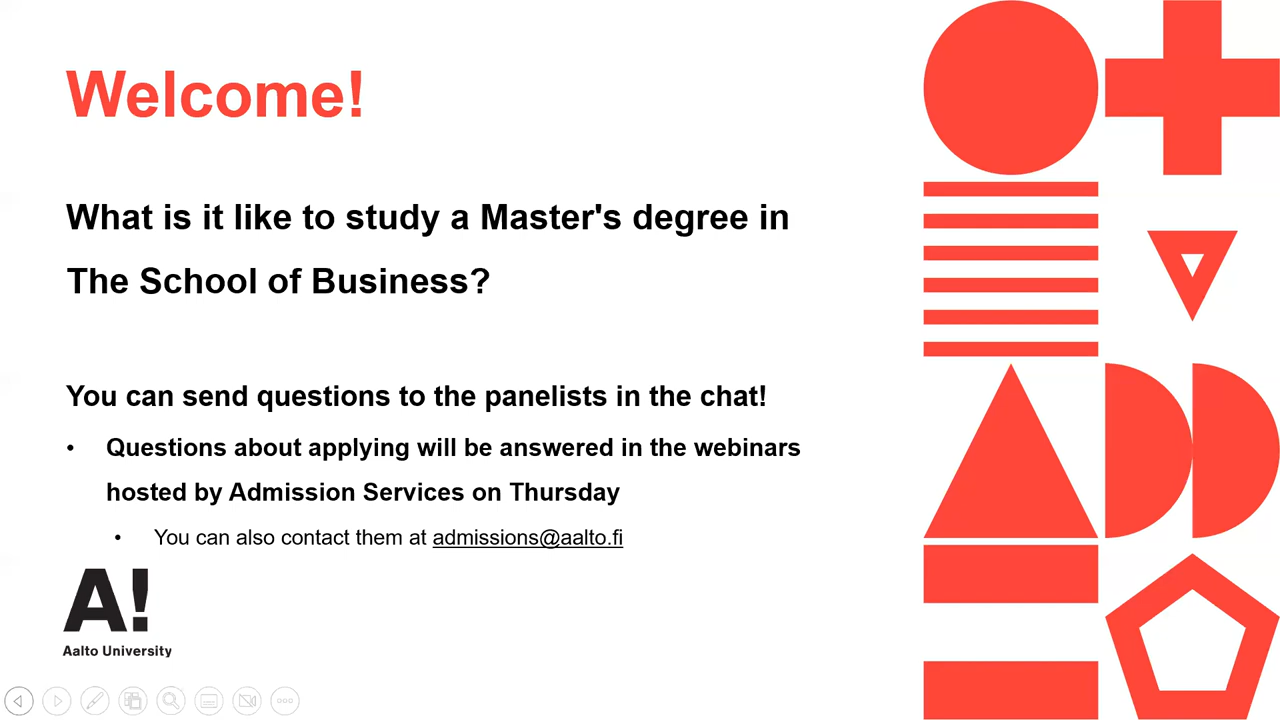 Welcome!
What is it like to study a Master's degree in
The School of Business?
You can send questions to the panelists in the chat!
• Questions about applying will be answered in the webinars
hosted by Admission Services on Thursday
• You can also contact them at admissions@aalto.fi
A!
Aalto University